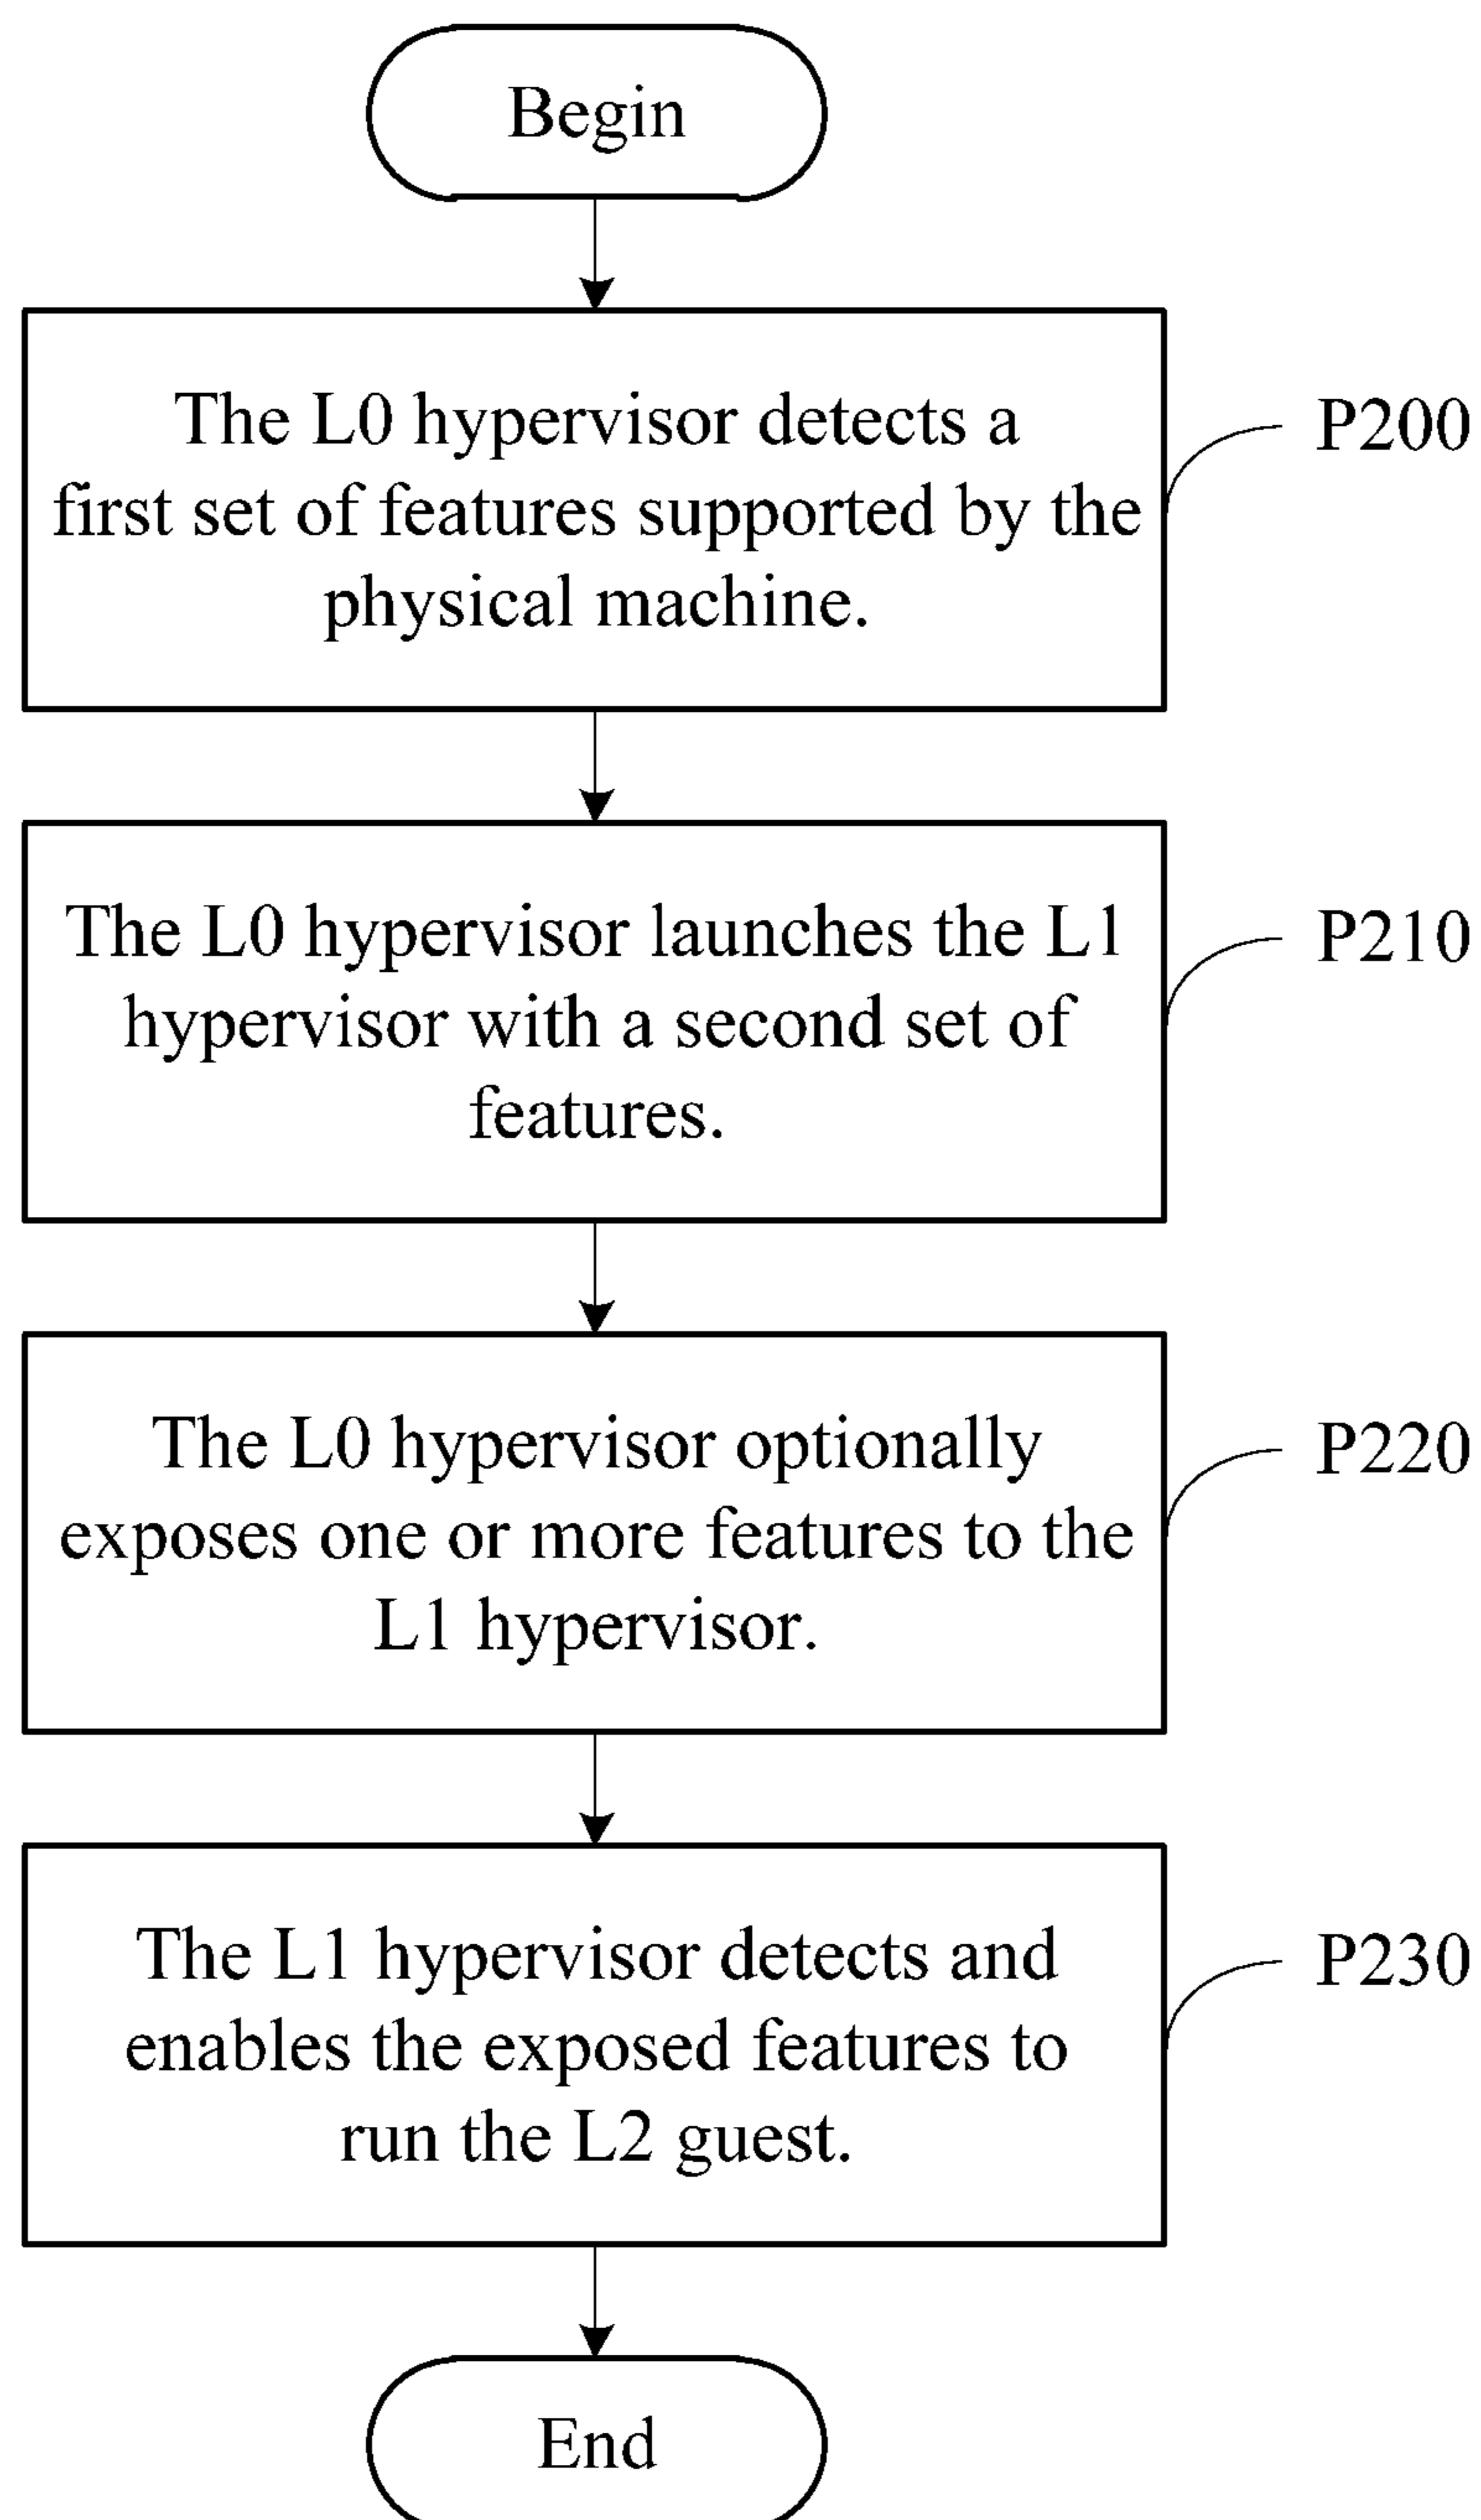 Begin
The L0 hypervisor detects a
first set of features supported by the
physical machine.
P200
The L0 hypervisor launches the L1
hypervisor with a second set of
features.
P210
The L0 hypervisor optionally
exposes one or more features to the
L1 hypervisor.
P220
The L1 hypervisor detects and
enables the exposed features to
run the L2 guest.
P230
End